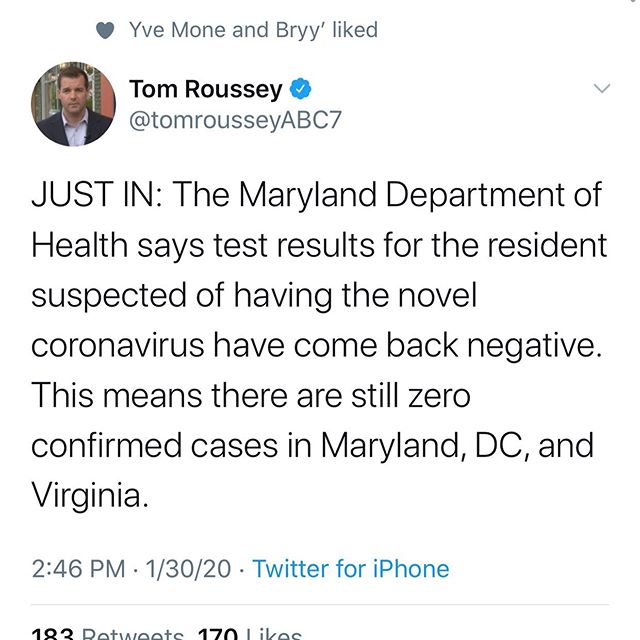 Yve Mone and Bryy’ liked
Tom Roussey
@tomrousseyABC7
JUST IN: The Maryland Department of
Health says test results for the resident
suspected of having the novel
coronavirus have come back negative.
This means there are still zero
confirmed cases in Maryland, DC, and
Virginia.
2:46 PM · 1/30/20 · Twitter for iPhone
183 Retweets 170 Likes